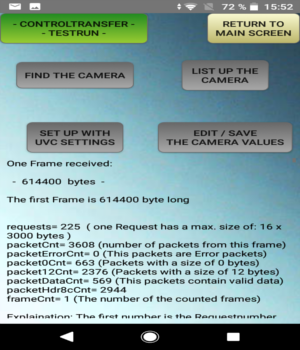 72 % 15:52
- CONTROLTRANSFER -
- TESTRUN -
RETURN TO
MAIN SCREEN
FIND THE CAMERA
LIST UP THE
CAMERA
SET UP WITH
UVC SETTINGS
EDIT / SAVE
THE CAMERA VALUES
One Frame received:
- 614400 bytes -
The first Frame is 614400 byte long
requests= 225 ( one Request has a max. size of: 16 x
3000 bytes )
packetCnt= 3608 (number of packets from this frame)
packetErrorCnt= 0 (This packets are Error packets)
packet0Cnt= 663 (Packets with a size of 0 bytes)
packet12Cnt= 2376 (Packets with a size of 12 bytes)
packetDataCnt= 569 (This packets contain valid data)
packetHdr8cCnt= 2944
frameCnt= 1 (The number of the counted frames)
Explaination: The first number is the Requestnumber